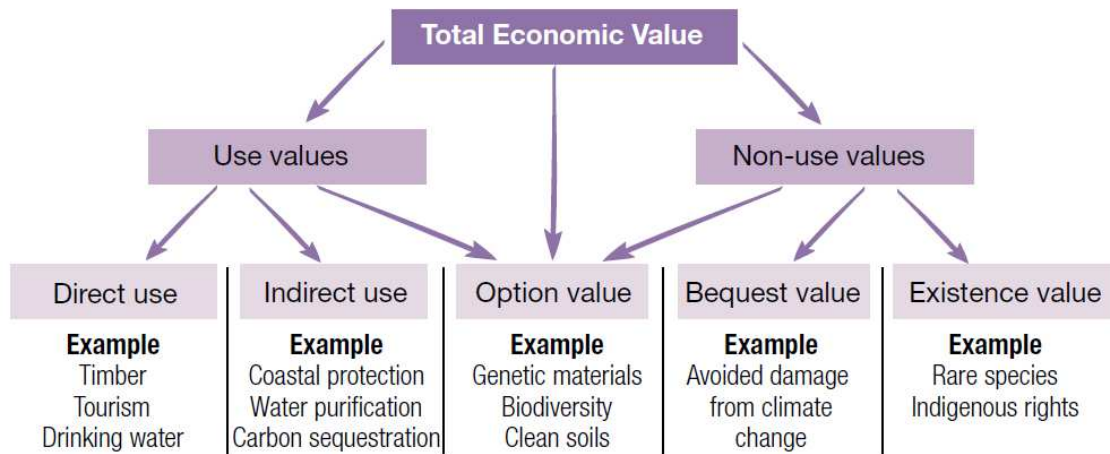 Total Economic Value
Use values
Non-use values
Direct use
Indirect use
Option value
Bequest value
Existence value
Example
Timber
Tourism
Drinking water
Example
Coastal protection
Water purification
Carbon sequestration
Example
Genetic materials
Biodiversity
Clean soils
Example
Avoided damage
from climate
change
Example
Rare species
Indigenous rights